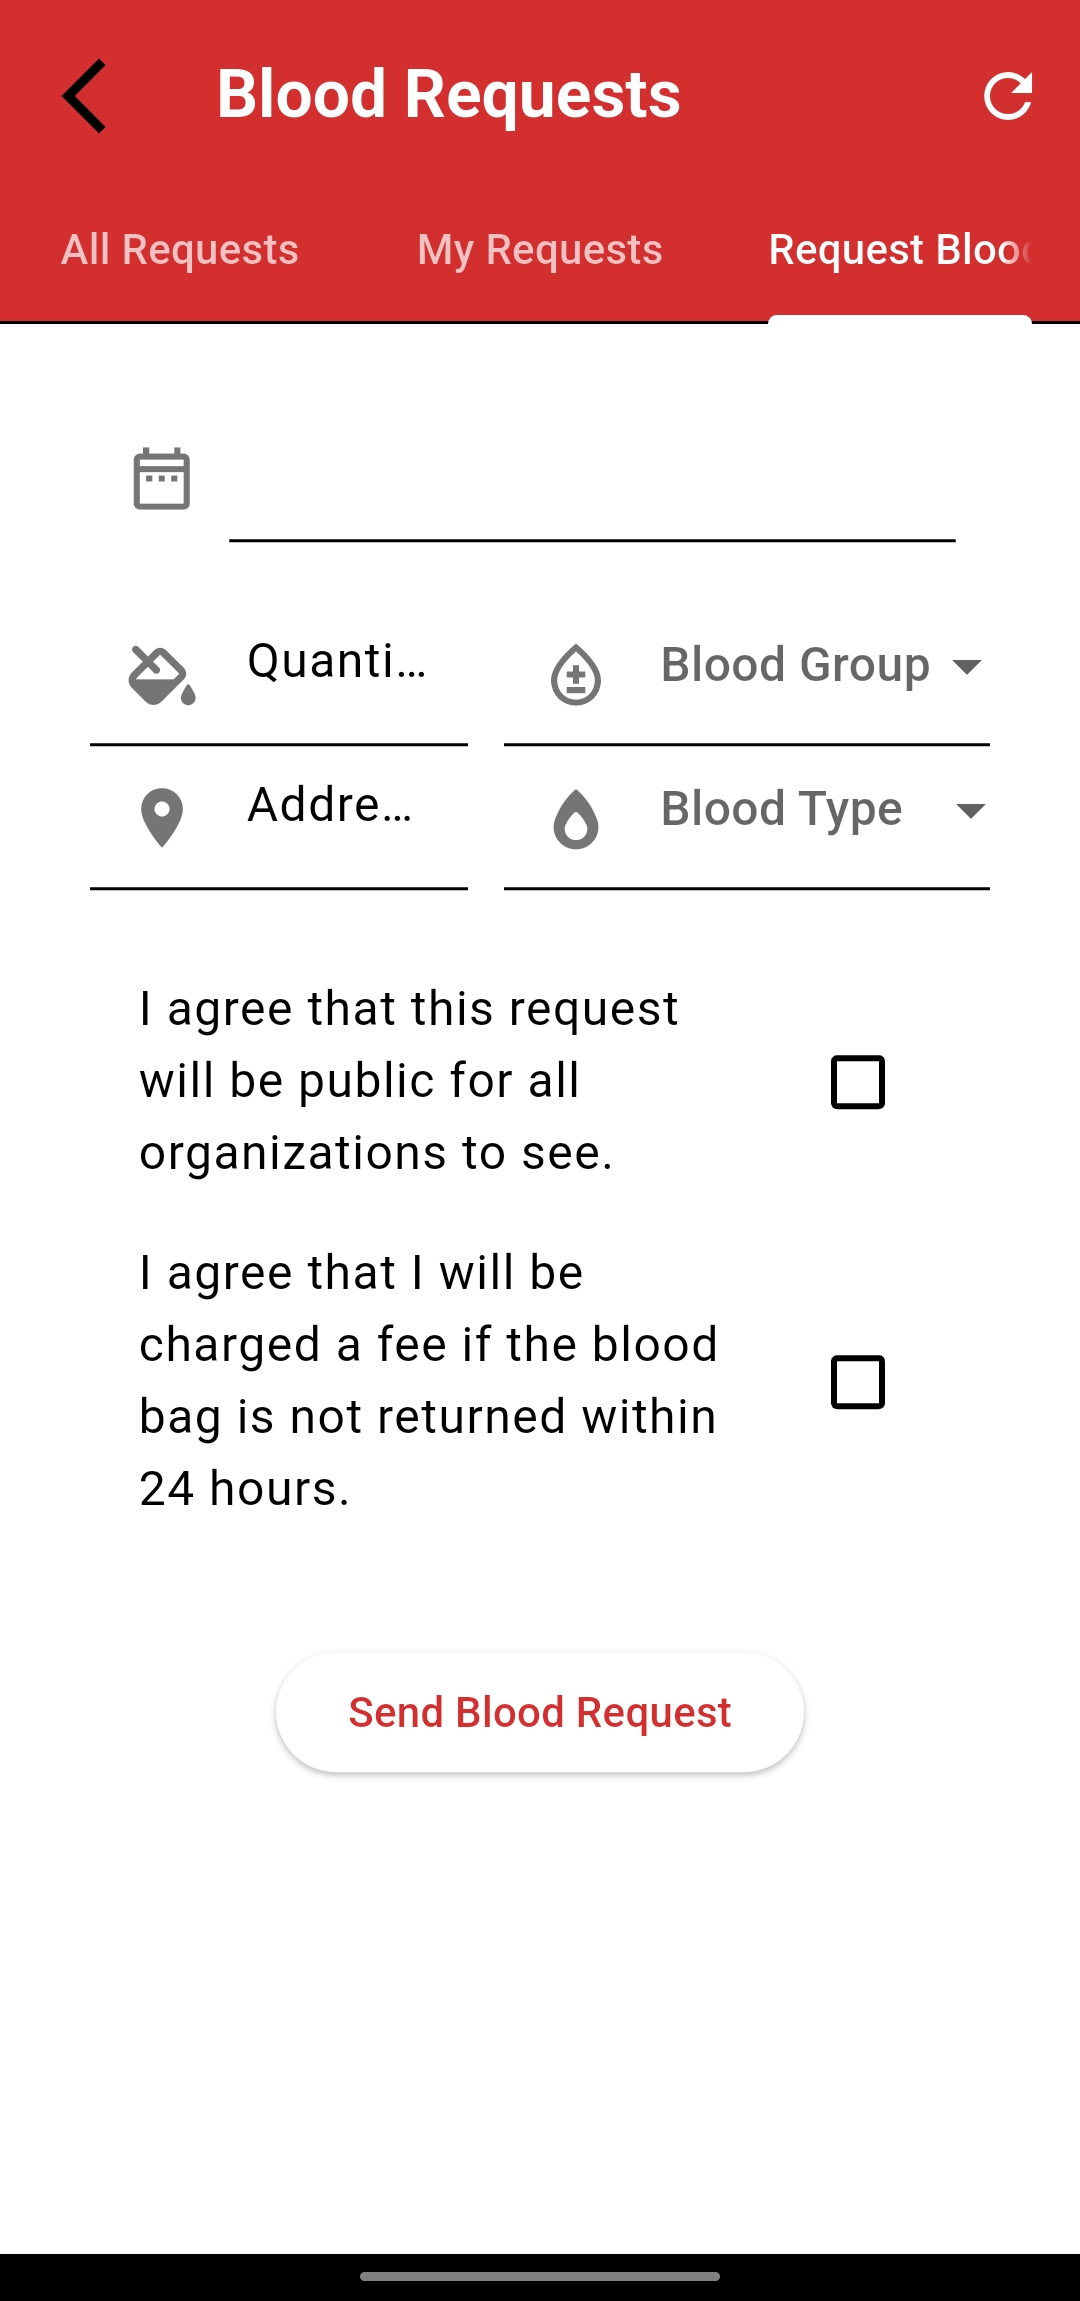 Blood Requests
All Requests My Requests Request Bloo
Quanti... Blood Group
Addre... Blood Type
I agree that this request
will be public for all
organizations to see.
I agree that I will be
charged a fee if the blood
bag is not returned within
24 hours.
Send Blood Request